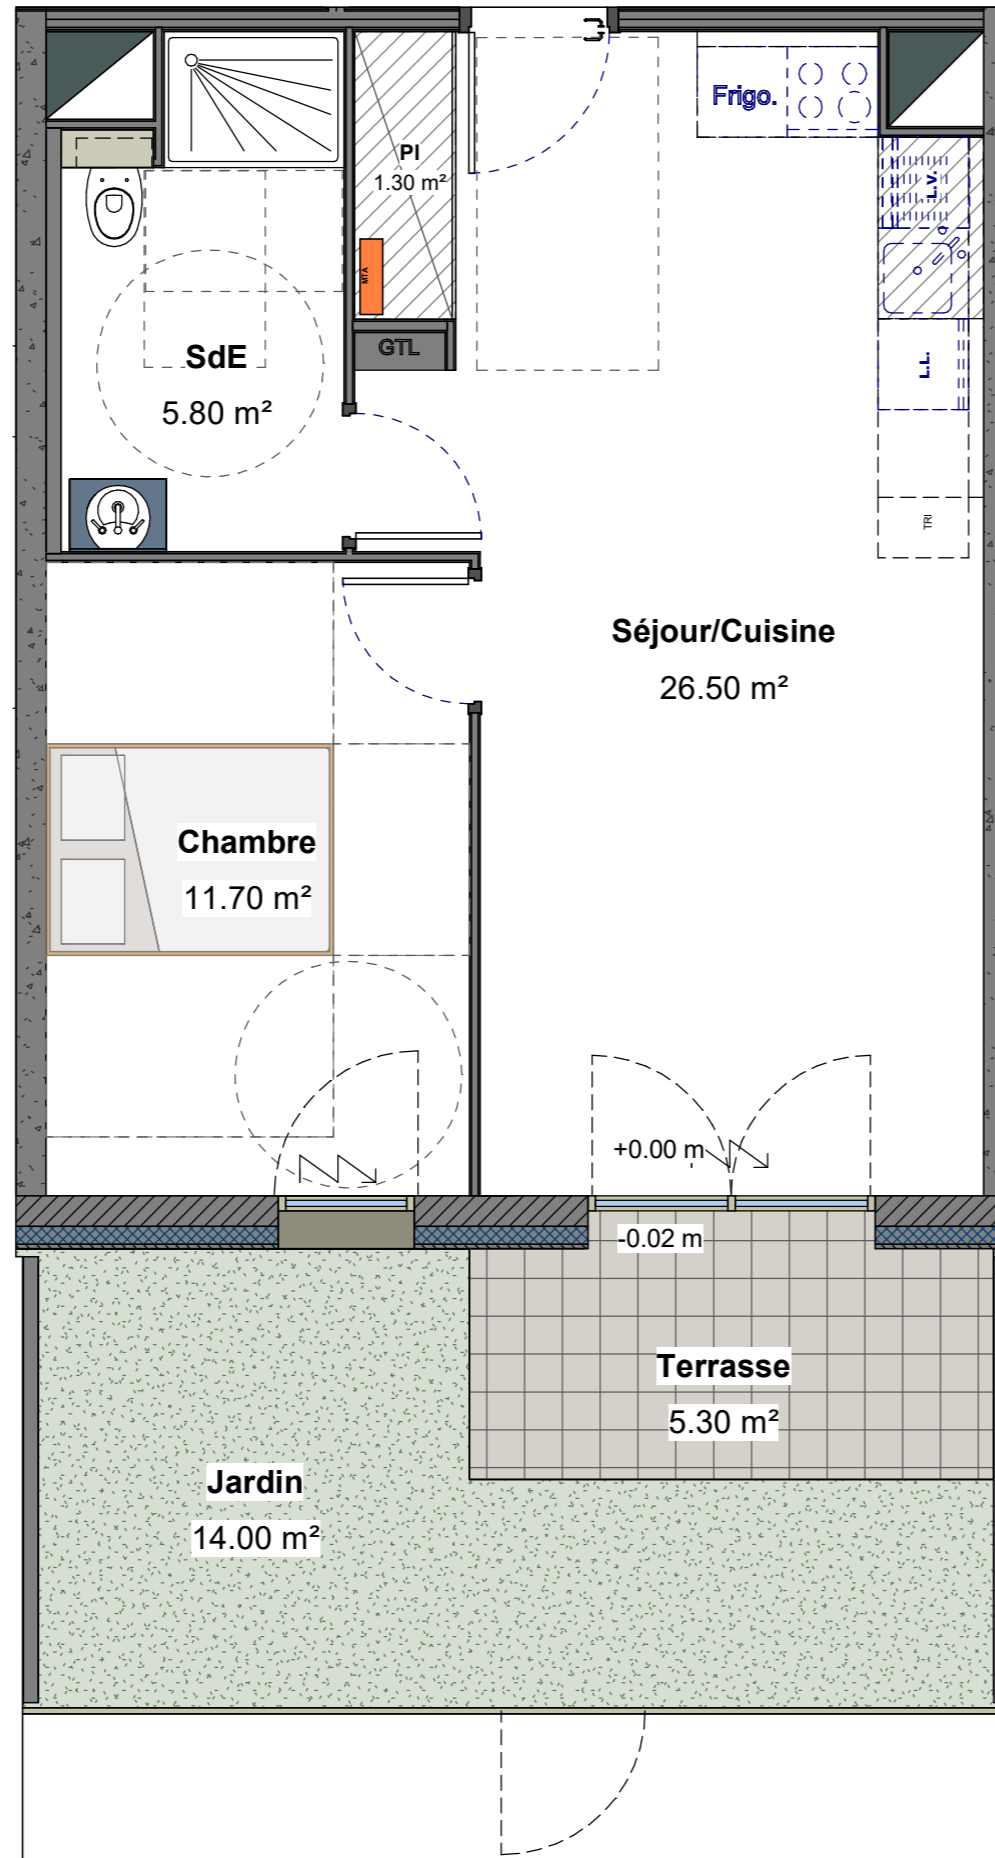 Frigo.
Pl
1.30 m²
L.V.
MTA
GTL
SdE
5.80 m²
L.L.
TRI
Séjour/Cuisine
26.50 m²
Chambre
11.70 m²
+0.00 m
-0.02 m
Terrasse
5.30 m²
Jardin
14.00 m²